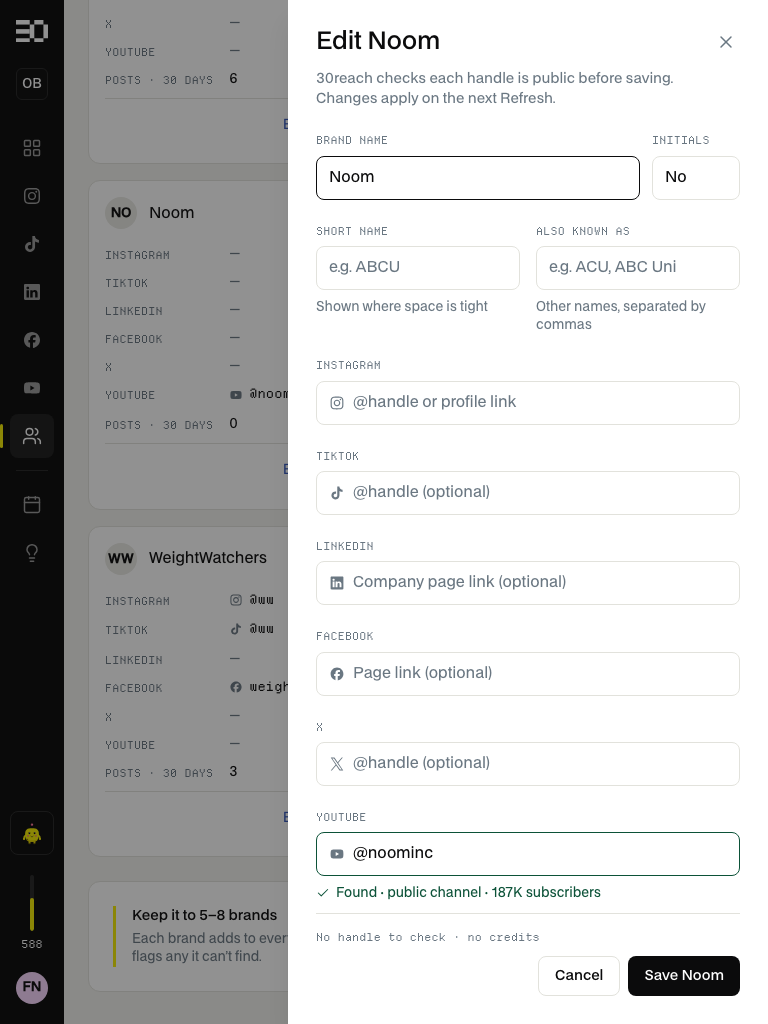 30
OB
X —
YOUTUBE —
POSTS · 30 DAYS 6
NO Noom
INSTAGRAM —
TIKTOK —
LINKEDIN —
FACEBOOK —
X —
YOUTUBE @noom
POSTS · 30 DAYS 0
WW WeightWatchers
INSTAGRAM @ww
TIKTOK @ww
LINKEDIN —
FACEBOOK weigh
X —
YOUTUBE —
POSTS · 30 DAYS 3
Keep it to 5–8 brands
Each brand adds to ever
flags any it can't find.
588
FN
Edit Noom
30reach checks each handle is public before saving.
Changes apply on the next Refresh.
BRAND NAME INITIALS
Noom No
SHORT NAME ALSO KNOWN AS
e.g. ABCU e.g. ACU, ABC Uni
Shown where space is tight Other names, separated by
commas
INSTAGRAM
@handle or profile link
TIKTOK
@handle (optional)
LINKEDIN
Company page link (optional)
FACEBOOK
Page link (optional)
X
@handle (optional)
YOUTUBE
@noominc
Found · public channel · 187K subscribers
No handle to check · no credits
Cancel Save Noom